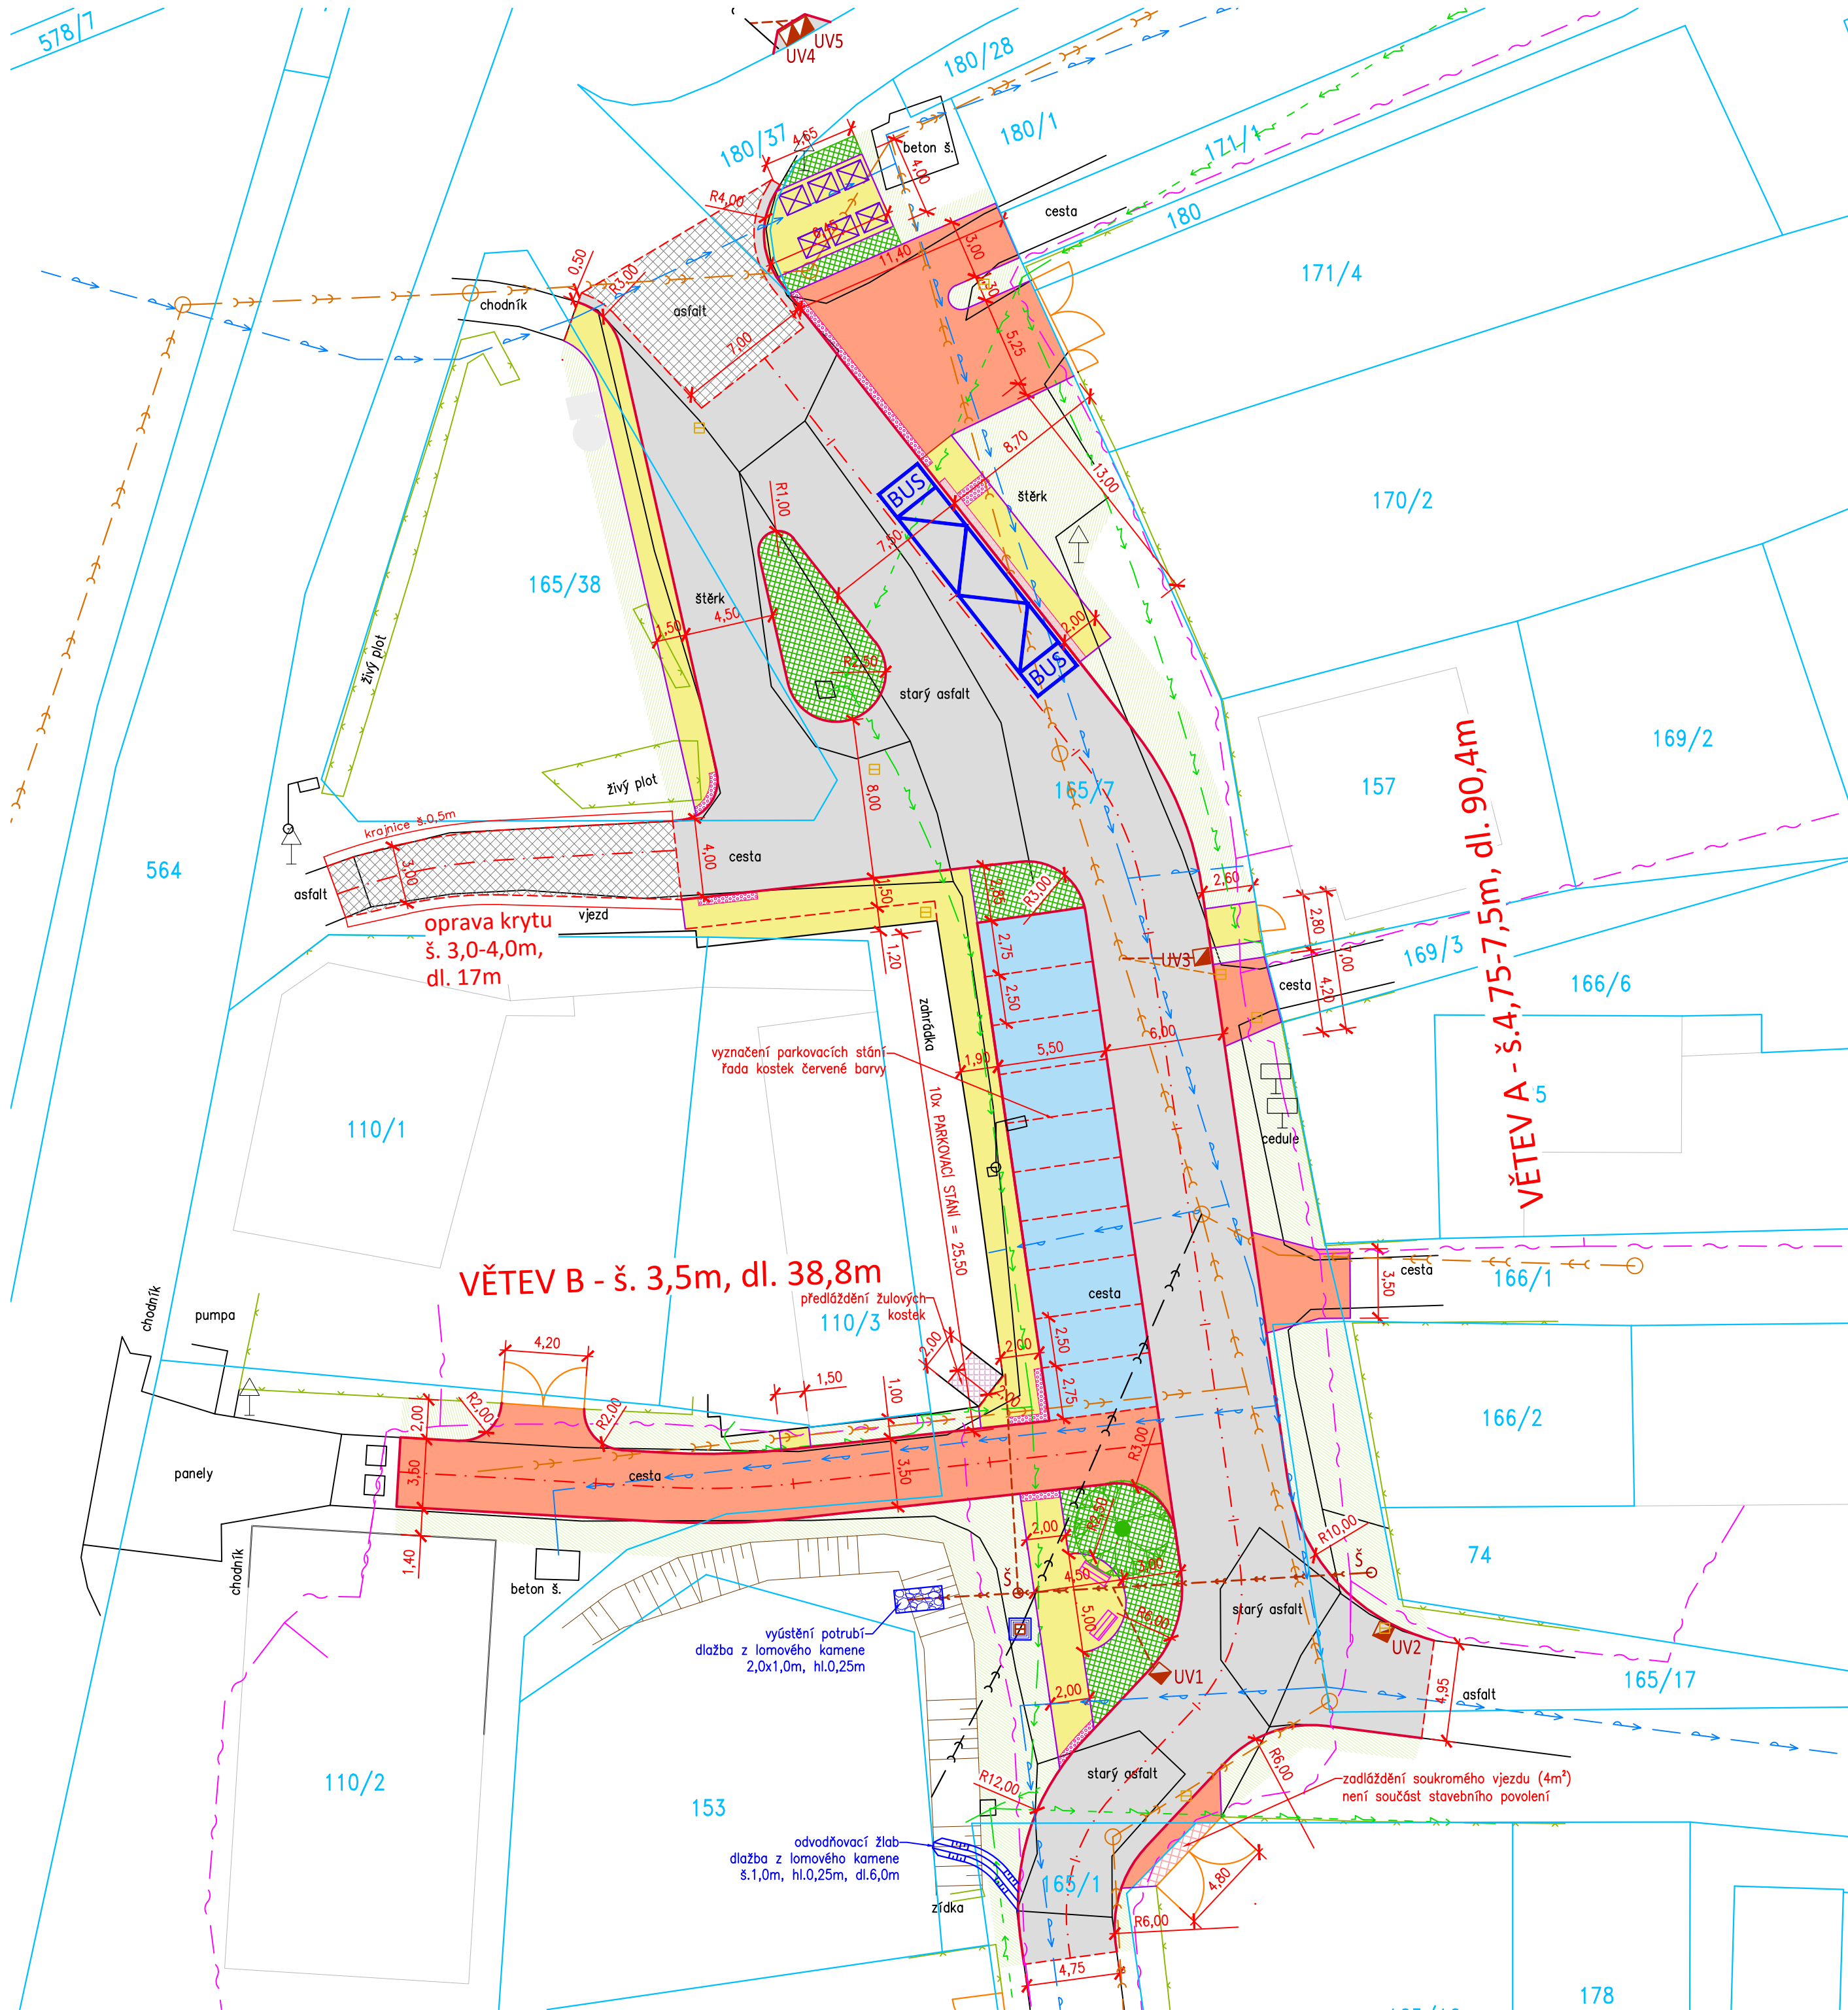 578/7
UV5
UV4
180/28
180/37
180/1
171/1
4,65
beton š.
4,00
R4,00
cesta
180
8,45
11,40
3,00
171/4
0,50
R3,00
chodník
asfalt
7,00
5,25
8,70
13,00
BUS
štěrk
170/2
R1,00
7,50
165/38
štěrk
4,50
1,50
2,00
R2,50
BUS
starý asfalt
živý plot
živý plot
169/2
157
165/7
8,00
krajnice š.0,5m
3,00
4,00
cesta
564
asfalt
vjezd
1,50
2,85
R3,00
2,60
oprava krytu
š. 3,0-4,0m,
dl. 17m
1,20
2,75
2,50
UV3
2,80
7,00
4,20
cesta
169/3
166/6
VĚTEV A - š.4,75-7,5m, dl. 90,4m
zahrádka
vyznačení parkovacích stání
řada kostek červené barvy
1,90
5,50
6,00
110/1
10x PARKOVACÍ STÁNÍ = 25,50
5
cedule
VĚTEV B - š. 3,5m, dl. 38,8m
předláždění žulových
kostek
110/3
cesta
cesta
166/1
3,50
chodník
pumpa
4,20
2,00
2,00
2,50
2,75
2,00
1,50
1,00
R2,00
R2,00
2,00
166/2
panely
3,50
cesta
3,50
R3,00
R2,50
2,00
R10,00
74
1,40
chodník
beton š.
Š
4,50
3,00
Š
5,00
R6,00
starý asfalt
vyústění potrubí
dlažba z lomového kamene
2,0x1,0m, hl.0,25m
UV1
UV2
2,00
4,95
asfalt
165/17
110/2
153
R12,00
starý asfalt
R6,00
zadláždění soukromého vjezdu (4m²)
není součást stavebního povolení
odvodňovací žlab
dlažba z lomového kamene
š.1,0m, hl.0,25m, dl.6,0m
zídka
165/1
4,80
R6,00
4,75
178